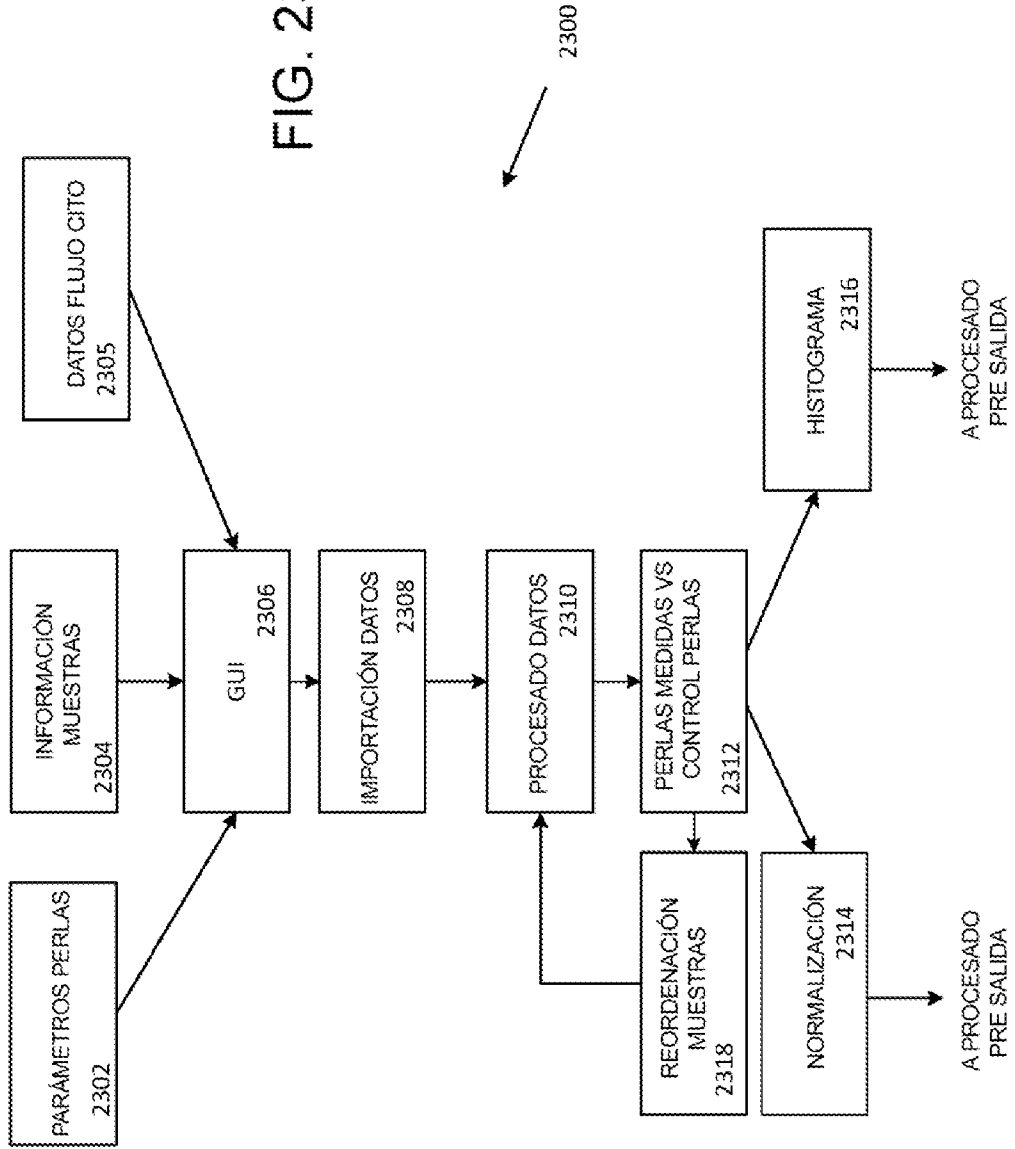 FIG. 2
2300
PARÁMETROS PERLAS
2302
INFORMACIÓN
MUESTRAS
2304
DATOS FLUJO CITO
2305
GUI
2306
IMPORTACIÓN DATOS
2308
PROCESADO DATOS
2310
REORDENACIÓN
MUESTRAS
2318
PERLAS MEDIDAS VS
CONTROL PERLAS
2312
NORMALIZACIÓN
2314
HISTOGRAMA
2316
A PROCESADO
PRE SALIDA
A PROCESADO
PRE SALIDA